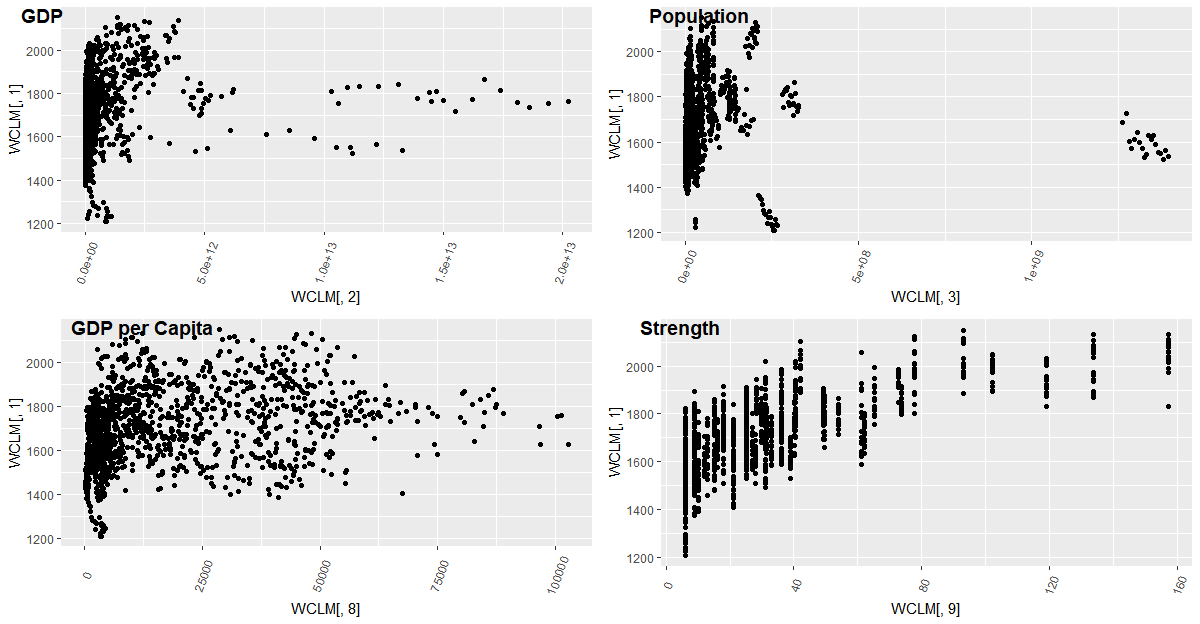 GDP
WCLM[, 1]
2000
1800
1600
1400
1200
0.0e+00
5.0e+12
1.0e+13
1.5e+13
2.0e+13
WCLM[, 2]
Population
WCLM[, 1]
2000
1800
1600
1400
1200
0e+00
5e+08
1e+09
WCLM[, 3]
GDP per Capita
WCLM[, 1]
2000
1800
1600
1400
1200
0
25000
50000
75000
100000
WCLM[, 8]
Strength
WCLM[, 1]
2000
1800
1600
1400
1200
0
40
80
120
160
WCLM[, 9]